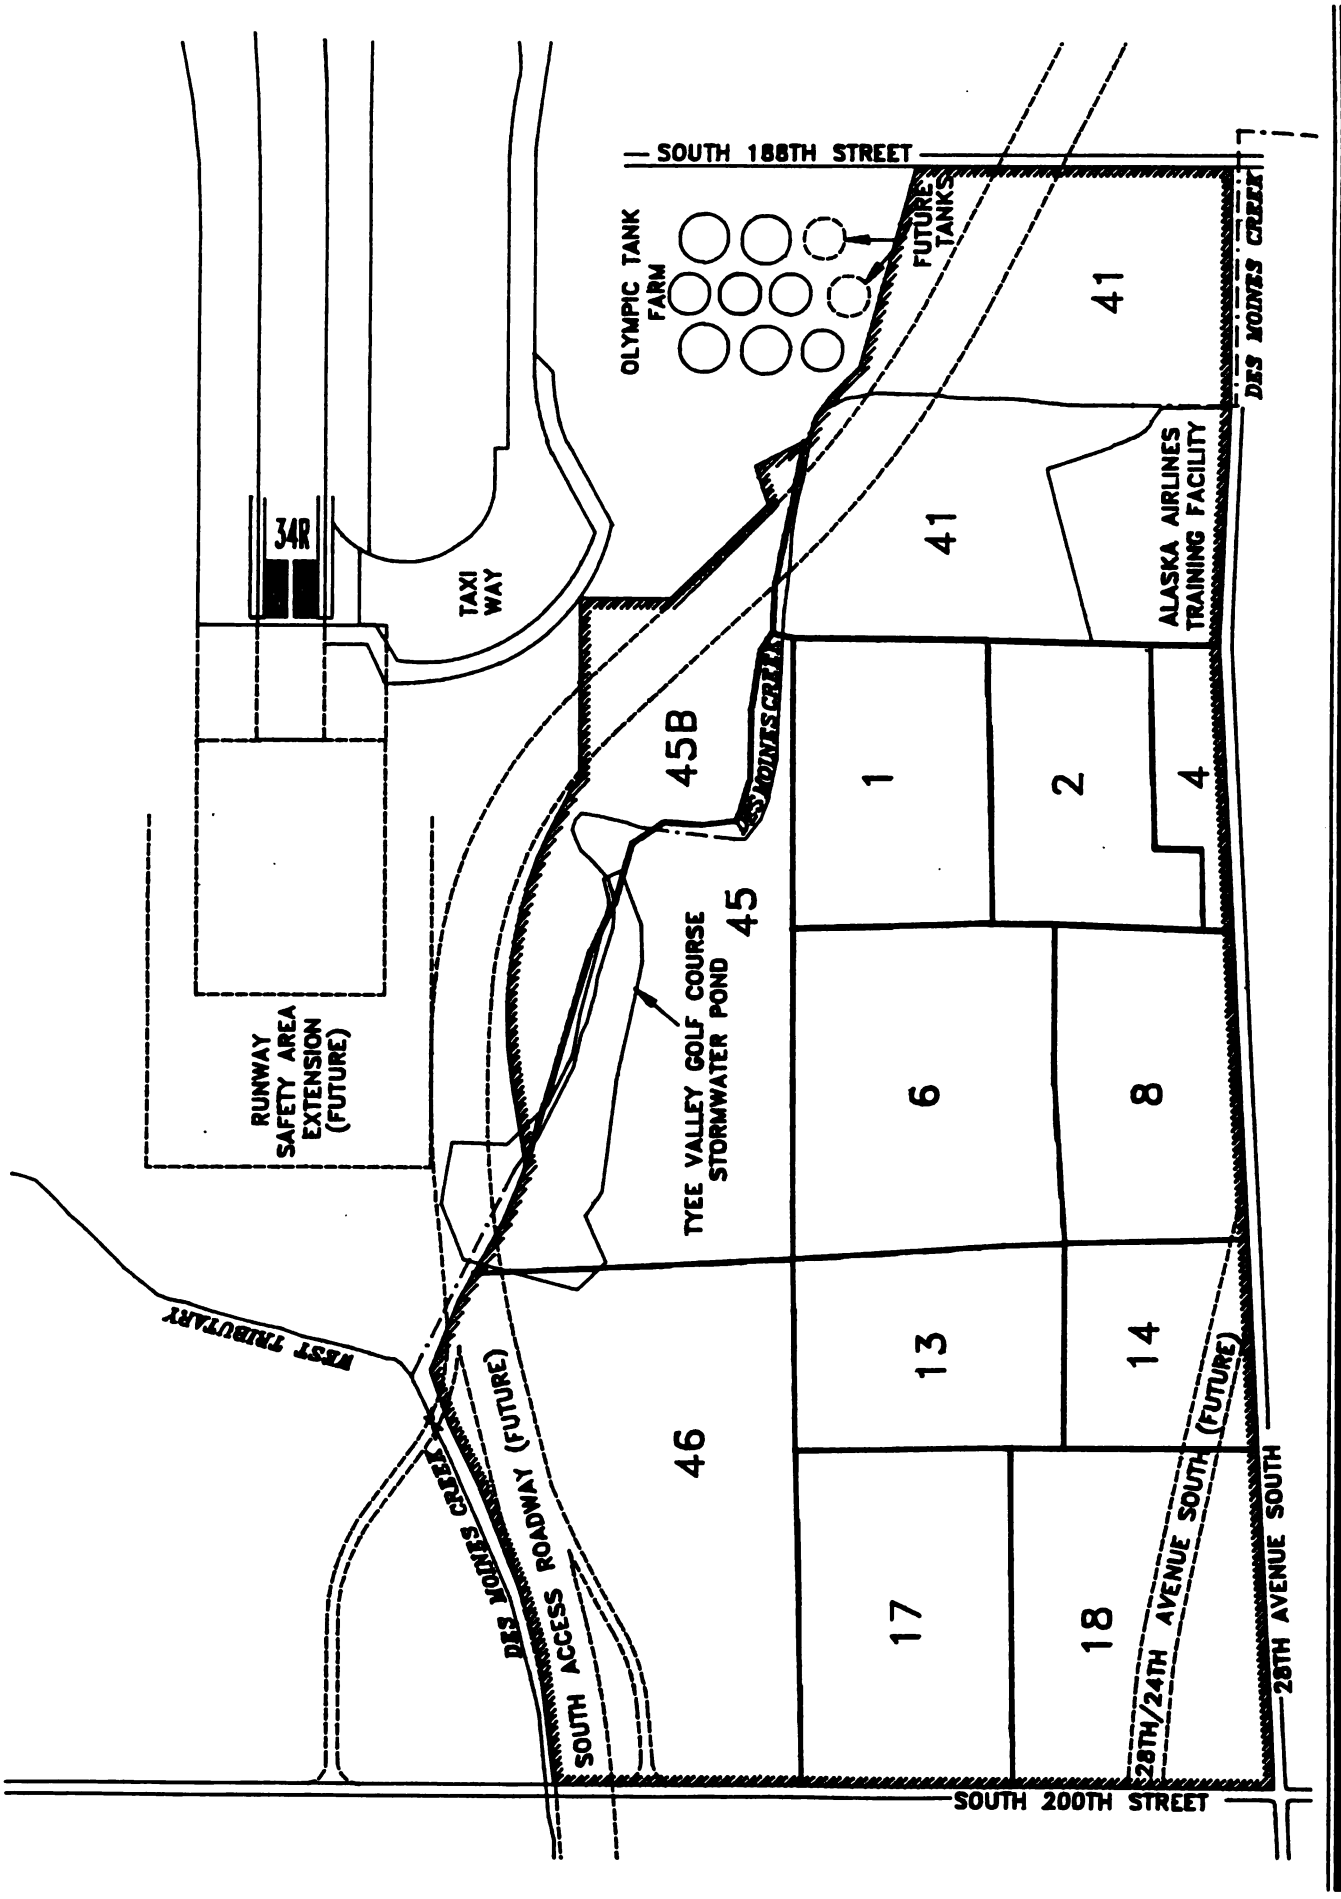 SOUTH 188TH STREET
OLYMPIC TANK
FARM
FUTURE
TANKS
DES MOINES CREEK
41
34R
TAXI
WAY
41
ALASKA AIRLINES
TRAINING FACILITY
45B
DES MOINES CREEK
1
2
4
45
TYEE VALLEY GOLF COURSE
STORMWATER POND
RUNWAY
SAFETY AREA
EXTENSION
(FUTURE)
6
8
WEST TRIBUTARY
13
14
46
DES MOINES CREEK
SOUTH ACCESS ROADWAY (FUTURE)
17
18
28TH/24TH AVENUE SOUTH (FUTURE)
28TH AVENUE SOUTH
SOUTH 200TH STREET